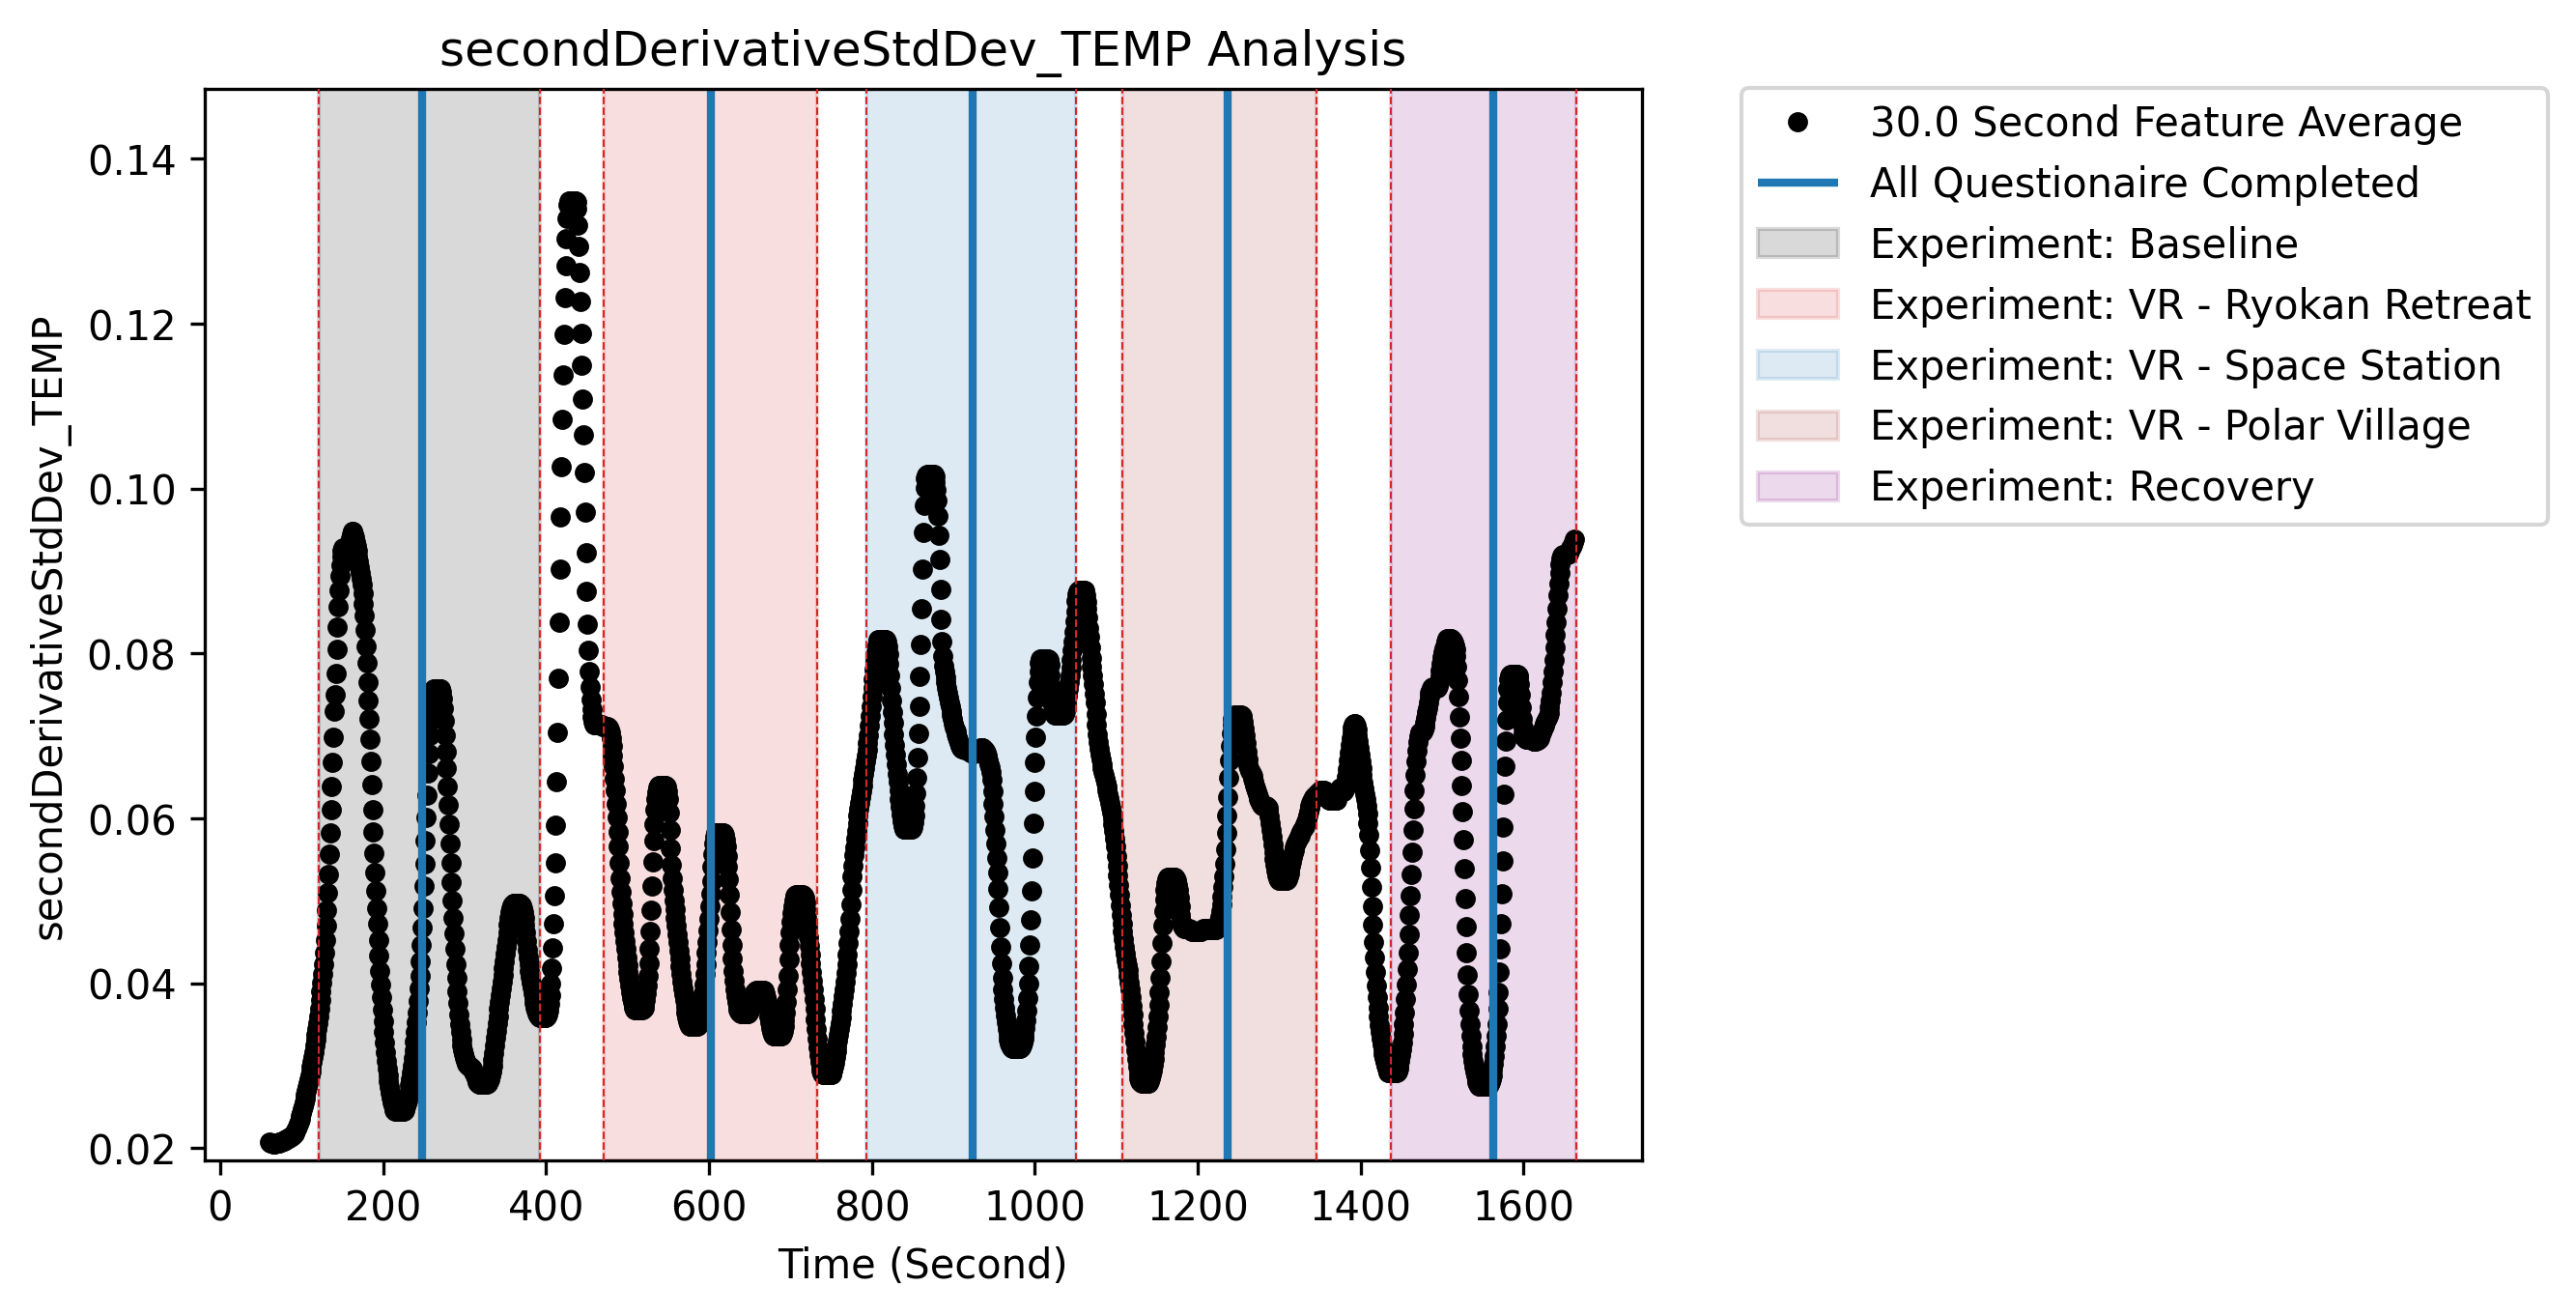 secondDerivativeStdDev_TEMP Analysis
secondDerivativeStdDev_TEMP
0.14
0.12
0.10
0.08
0.06
0.04
0.02
0 200 400 600 800 1000 1200 1400 1600
Time (Second)
30.0 Second Feature Average
All Questionaire Completed
Experiment: Baseline
Experiment: VR - Ryokan Retreat
Experiment: VR - Space Station
Experiment: VR - Polar Village
Experiment: Recovery